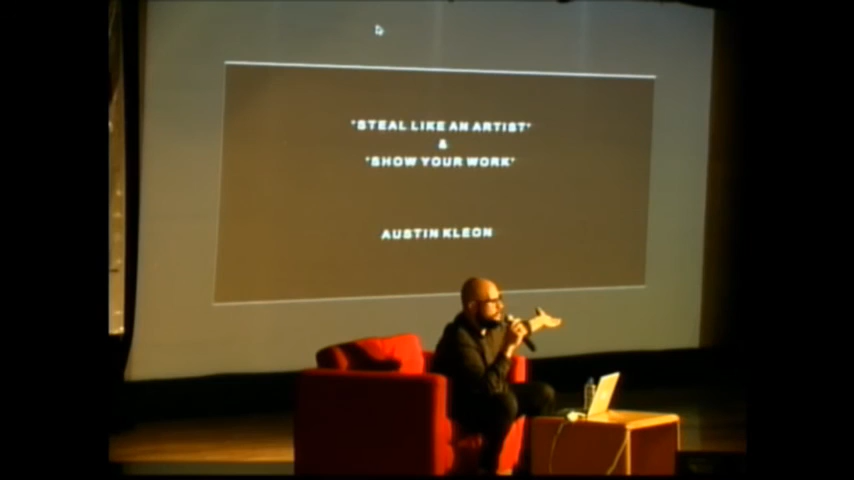 "STEAL LIKE AN ARTIST"
&
"SHOW YOUR WORK"
AUSTIN KLEON